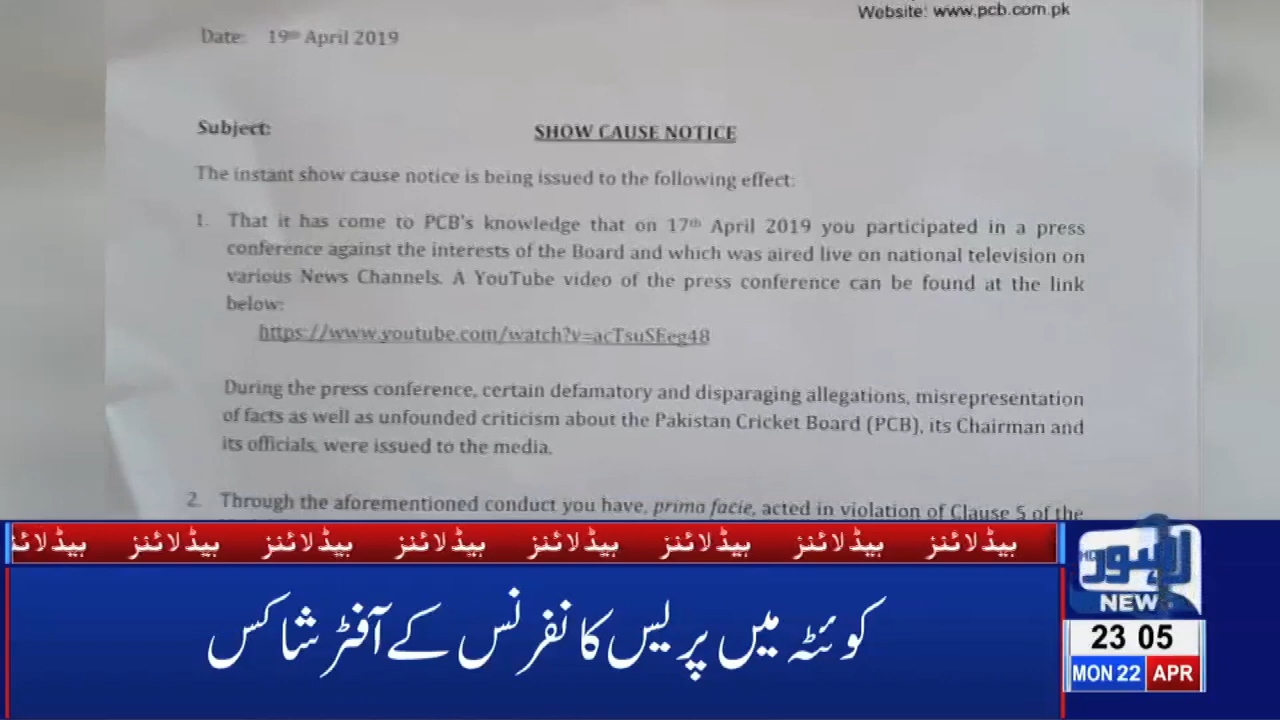 Website: www.pcb.com.pk
Date: 19th April 2019
Subject: SHOW CAUSE NOTICE
The instant show cause notice is being issued to the following effect:
1. That it has come to PCB's knowledge that on 17th April 2019 you participated in a press
conference against the interests of the Board and which was aired live on national television on
various News Channels. A YouTube video of the press conference can be found at the link
below:
https://www.youtube.com/watch?v=acTsuSEeg48
During the press conference, certain defamatory and disparaging allegations, misrepresentation
of facts as well as unfounded criticism about the Pakistan Cricket Board (PCB), its Chairman and
its officials, were issued to the media.
2. Through the aforementioned conduct you have, prima facie, acted in violation of Clause 5 of the
ہیڈلائنز ہیڈلائنز ہیڈلائنز ہیڈلائنز ہیڈلائنز ہیڈلائنز ہیڈلائنز ہیڈلائنز
کوئٹہ میں پریس کانفرنس کے آفٹر شاکس
لاہور
NEW
23 05
MON 22 APR